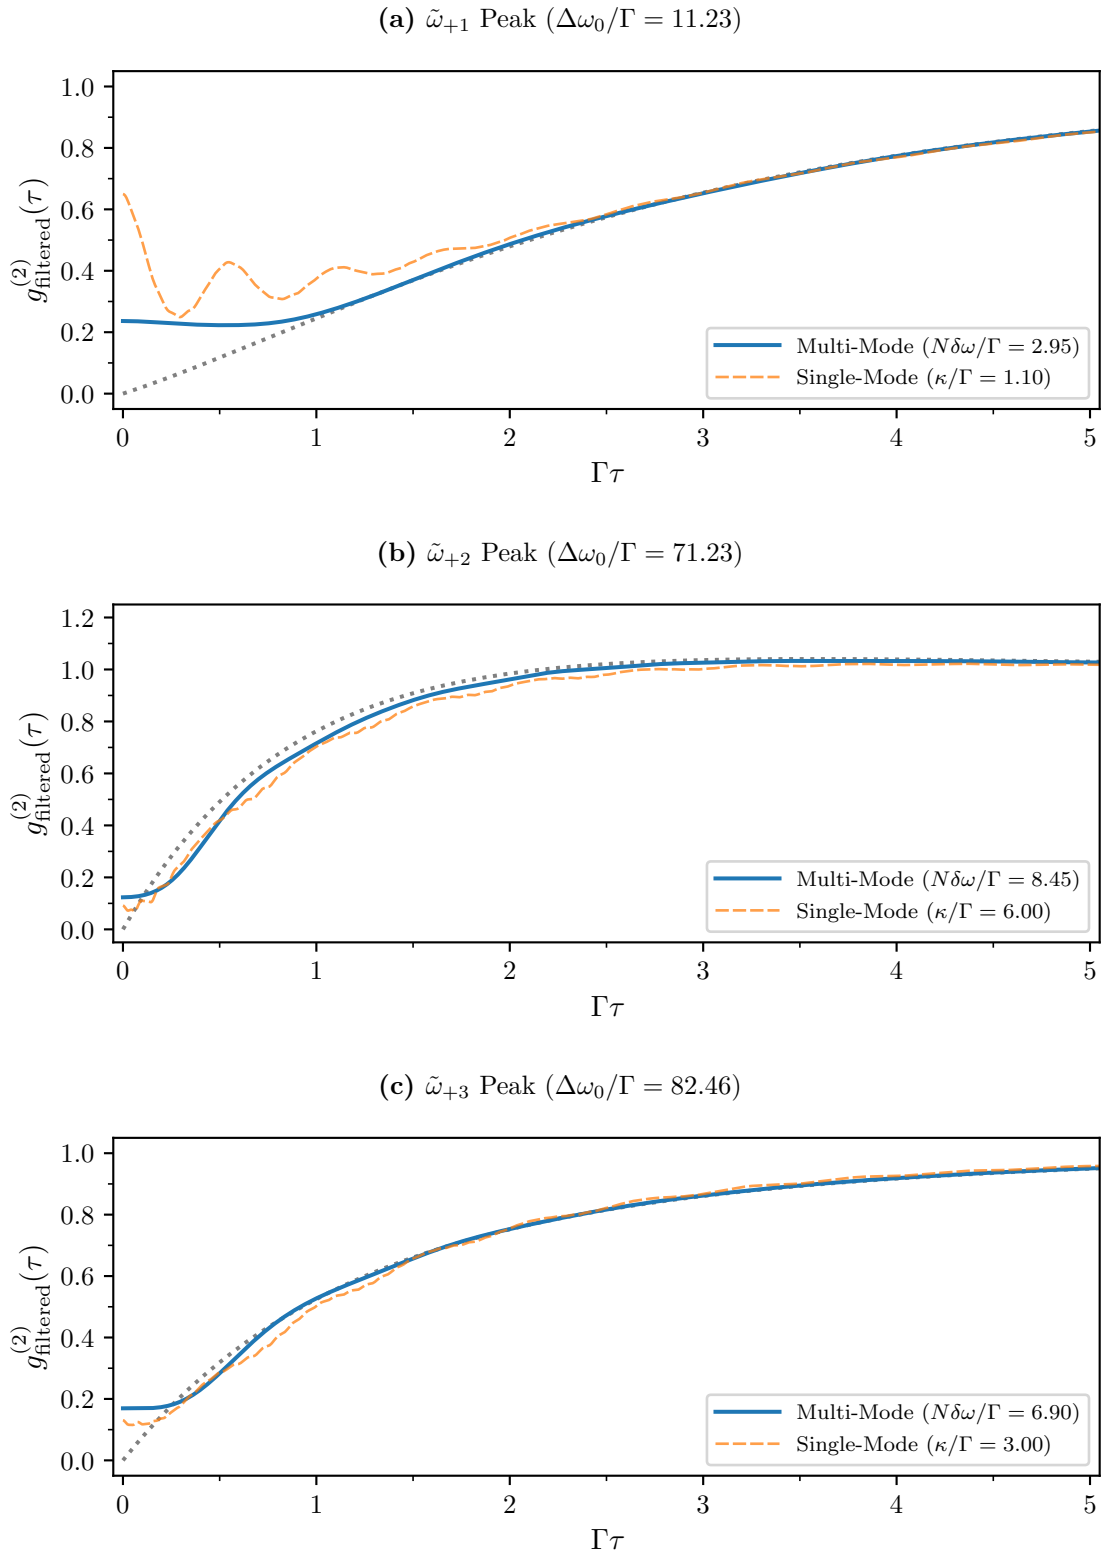 (a) ω̃₊₁ Peak (Δω₀/Γ = 11.23)
1.0
0.8
0.6
0.4
0.2
0.0
g⁽²⁾filtered(τ)
Multi-Mode (Nδω/Γ = 2.95)
Single-Mode (κ/Γ = 1.10)
0 1 2 3 4 5
Γτ
(b) ω̃₊₂ Peak (Δω₀/Γ = 71.23)
1.2
1.0
0.8
0.6
0.4
0.2
0.0
g⁽²⁾filtered(τ)
Multi-Mode (Nδω/Γ = 8.45)
Single-Mode (κ/Γ = 6.00)
0 1 2 3 4 5
Γτ
(c) ω̃₊₃ Peak (Δω₀/Γ = 82.46)
1.0
0.8
0.6
0.4
0.2
0.0
g⁽²⁾filtered(τ)
Multi-Mode (Nδω/Γ = 6.90)
Single-Mode (κ/Γ = 3.00)
0 1 2 3 4 5
Γτ